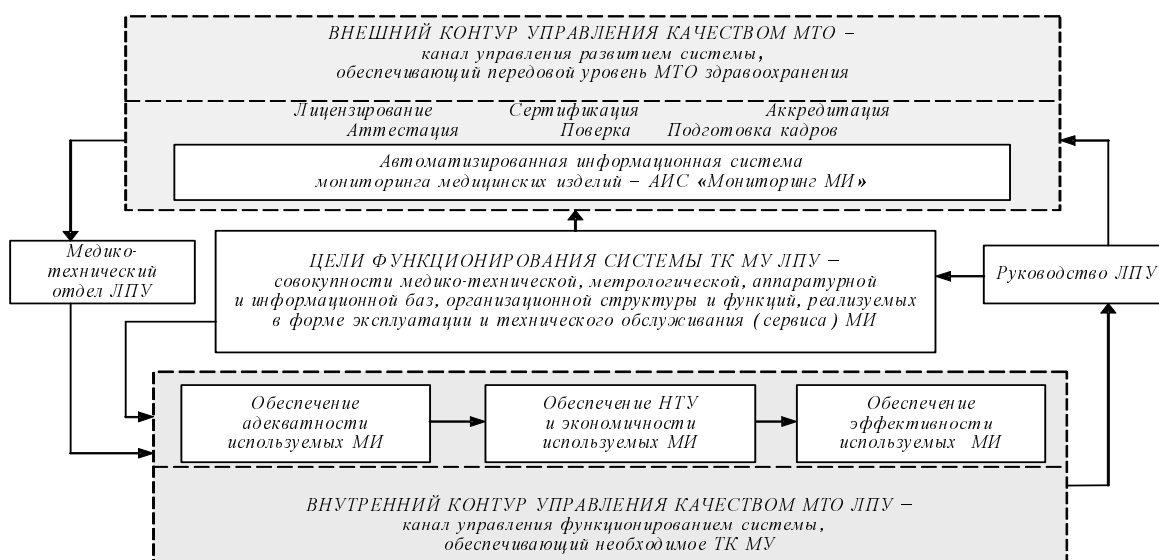 ВНЕШНИЙ КОНТУР УПРАВЛЕНИЯ КАЧЕСТВОМ МТО –
канал управления развитием системы,
обеспечивающий передовой уровень МТО здравоохранения
Лицензирование Сертификация Аккредитация
Аттестация Поверка Подготовка кадров
Автоматизированная информационная система
мониторинга медицинских изделий – АИС «Мониторинг МИ»
Медико-
технический
отдел ЛПУ
ЦЕЛИ ФУНКЦИОНИРОВАНИЯ СИСТЕМЫ ТК МУ ЛПУ –
совокупности медико-технической, метрологической, аппаратурной
и информационной баз, организационной структуры и функций, реализуемых
в форме эксплуатации и технического обслуживания (сервиса) МИ
Руководство ЛПУ
Обеспечение
адекватности
используемых МИ
Обеспечение НТУ
и экономичности
используемых МИ
Обеспечение
эффективности
используемых МИ
ВНУТРЕННИЙ КОНТУР УПРАВЛЕНИЯ КАЧЕСТВОМ МТО ЛПУ –
канал управления функционированием системы,
обеспечивающий необходимое ТК МУ